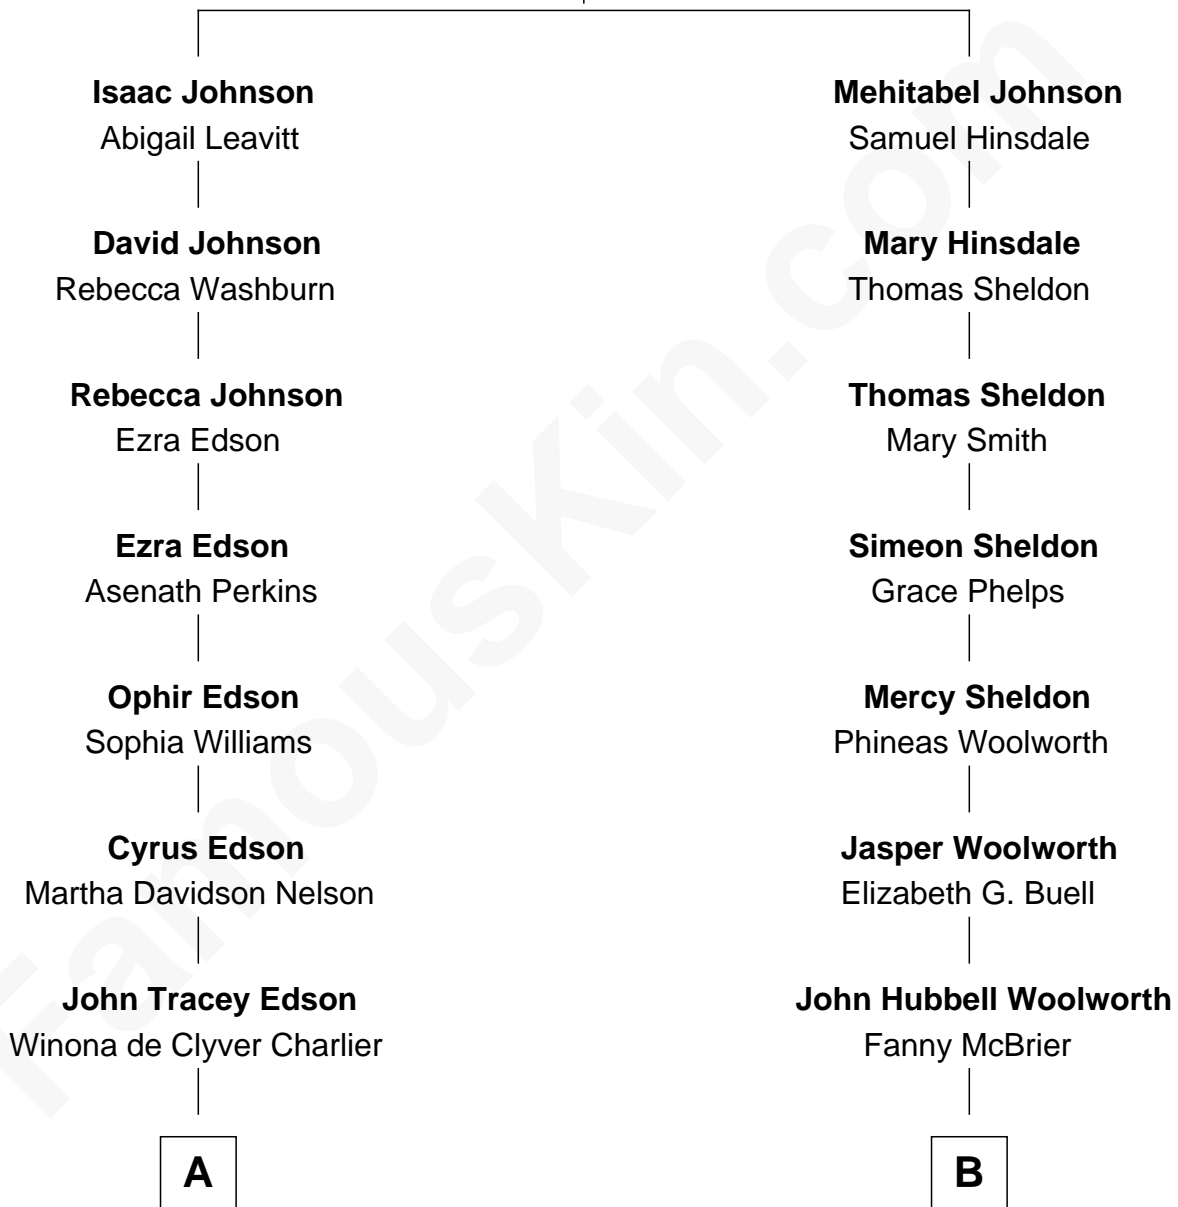 Isaac Johnson
Abigail Leavitt
David Johnson
Rebecca Washburn
Rebecca Johnson
Ezra Edson
Ezra Edson
Asenath Perkins
Ophir Edson
Sophia Williams
Cyrus Edson
Martha Davidson Nelson
John Tracey Edson
Winona de Clyver Charlier
A
Mehitabel Johnson
Samuel Hinsdale
Mary Hinsdale
Thomas Sheldon
Thomas Sheldon
Mary Smith
Simeon Sheldon
Grace Phelps
Mercy Sheldon
Phineas Woolworth
Jasper Woolworth
Elizabeth G. Buell
John Hubbell Woolworth
Fanny McBrier
B
FamousKin.com